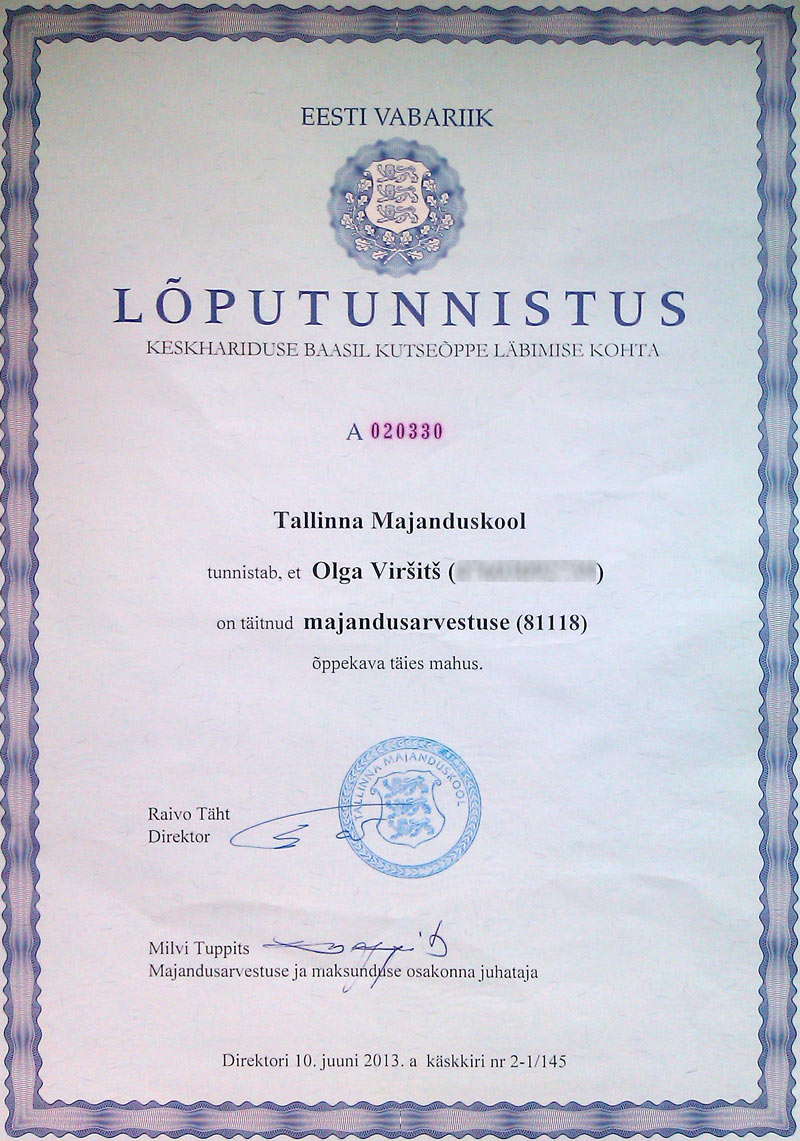 EESTI VABARIIK
LÕPUTUNNISTUS
KESKHARIDUSE BAASIL KUTSEÕPPE LÄBIMISE KOHTA
A 020330
Tallinna Majanduskool
tunnistab, et Olga Viršitš ( )
on täitnud majandusarvestuse (81118)
õppekava täies mahus.
TALLINNA MAJANDUSKOOL
Raivo Täht
Direktor
Milvi Tuppits
Majandusarvestuse ja maksunduse osakonna juhataja
Direktori 10. juuni 2013. a käskkiri nr 2-1/145